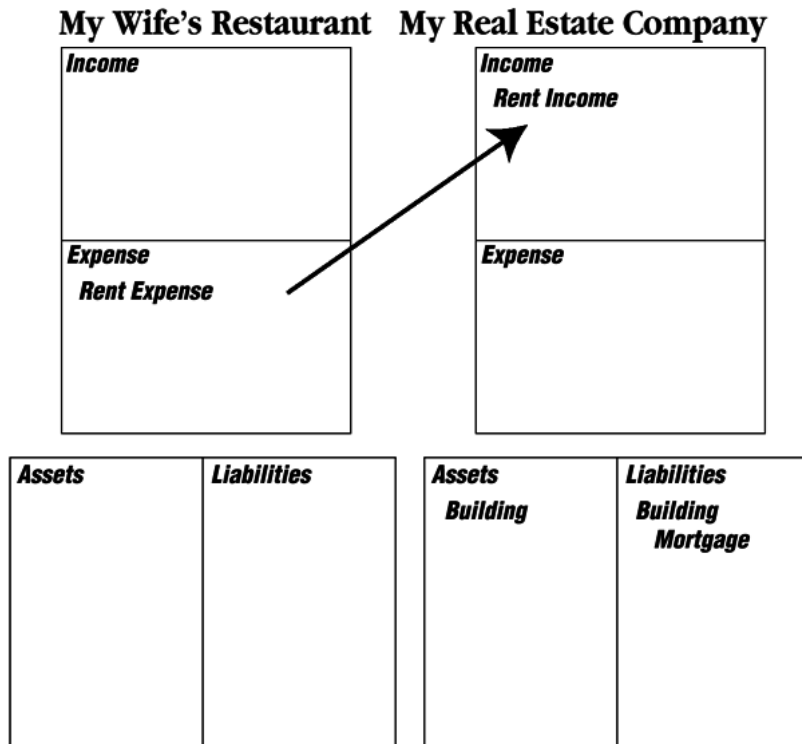 My Wife's Restaurant
My Real Estate Company
Income
Income
Rent Income
Expense
Rent Expense
Expense
Assets
Liabilities
Assets
Building
Liabilities
Building
Mortgage